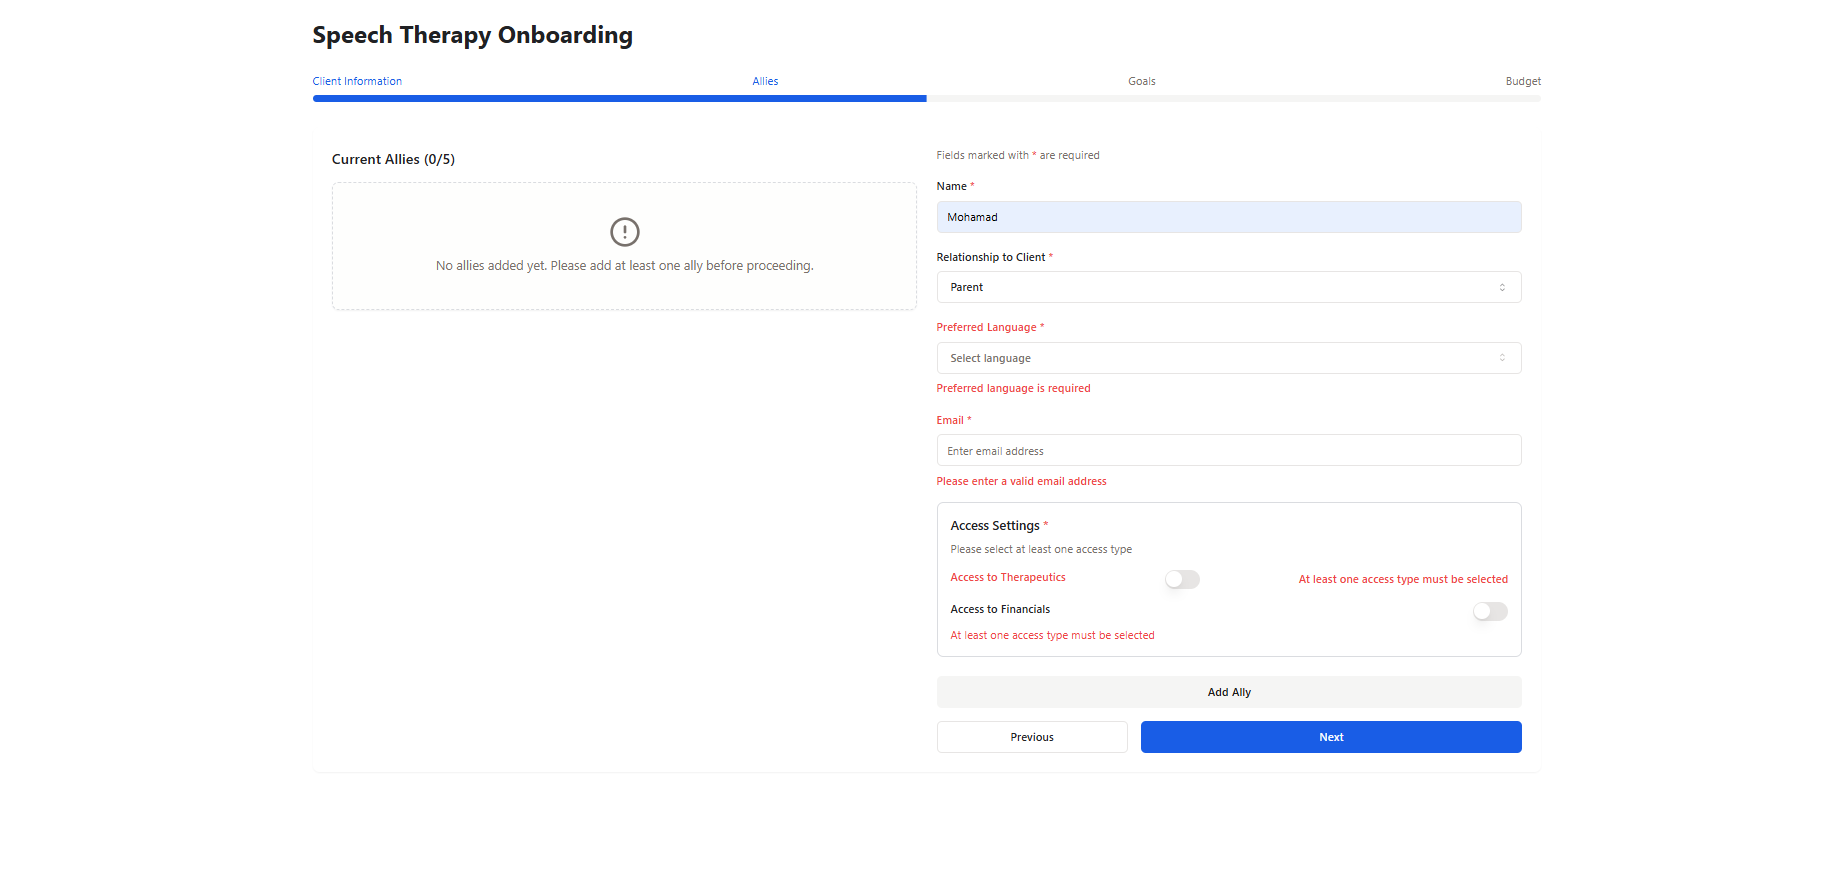 Speech Therapy Onboarding
Client Information Allies Goals Budget
Current Allies (0/5)
No allies added yet. Please add at least one ally before proceeding.
Fields marked with * are required
Name *
Mohamad
Relationship to Client *
Parent
Preferred Language *
Select language
Preferred language is required
Email *
Enter email address
Please enter a valid email address
Access Settings *
Please select at least one access type
Access to Therapeutics At least one access type must be selected
Access to Financials
At least one access type must be selected
Add Ally
Previous Next